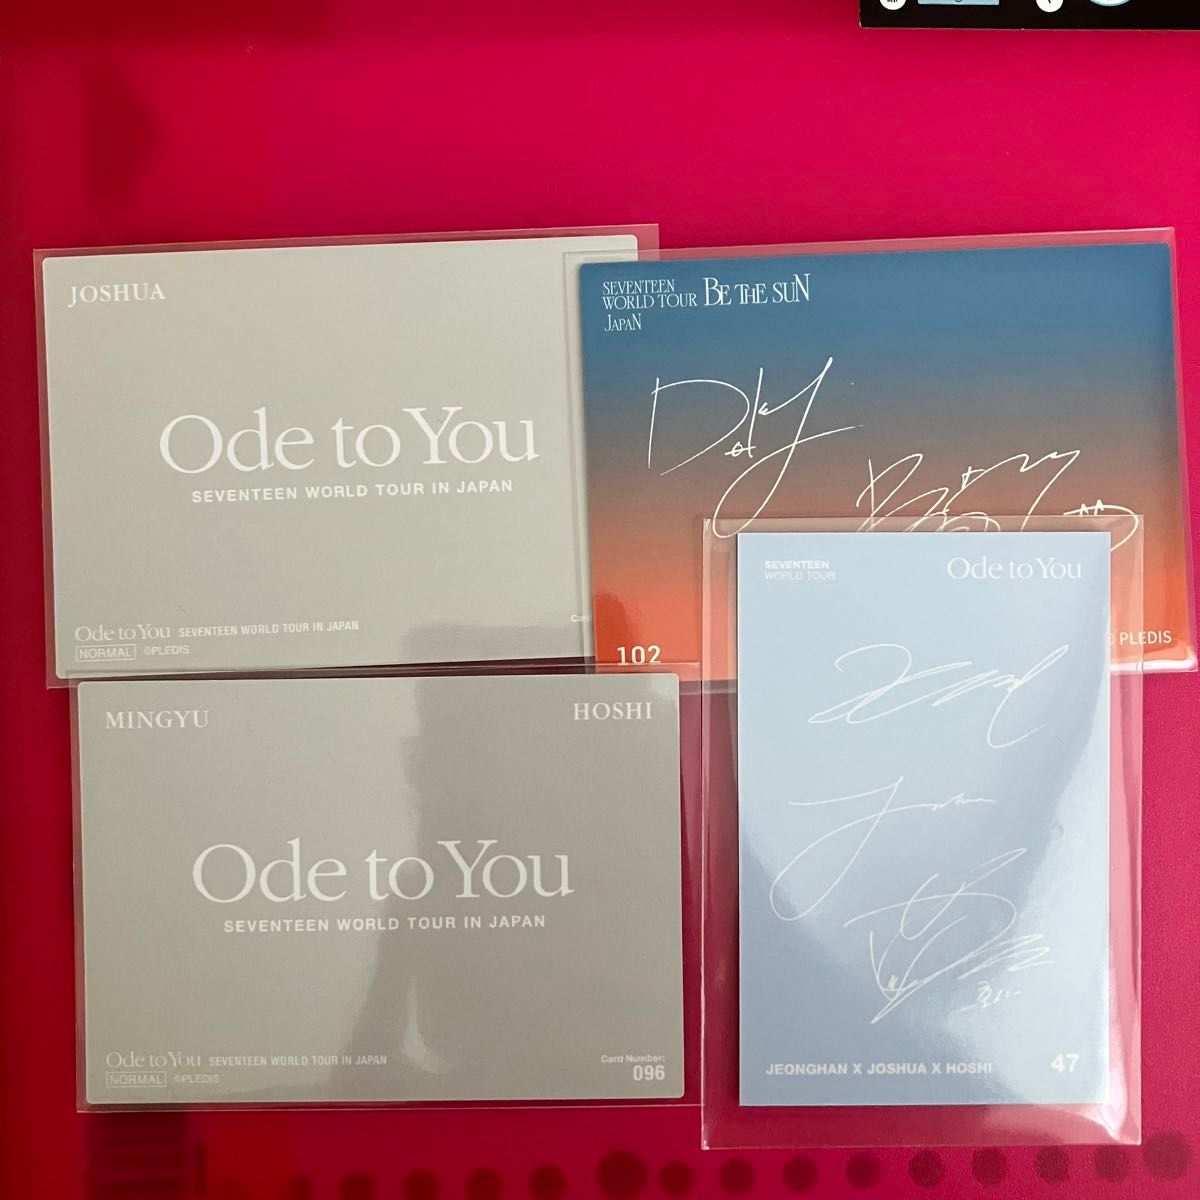 JOSHUA
Ode to You
SEVENTEEN WORLD TOUR IN JAPAN
Ode to You SEVENTEEN WORLD TOUR IN JAPAN
NORMAL ©PLEDIS
Card
SEVENTEEN
WORLD TOUR BE THE SUN
JAPAN
DoKyeom
102
PLEDIS
MINGYU
HOSHI
Ode to You
SEVENTEEN WORLD TOUR IN JAPAN
Ode to You SEVENTEEN WORLD TOUR IN JAPAN
NORMAL ©PLEDIS
Card Number:
096
SEVENTEEN
WORLD TOUR
Ode to You
Joshua
JEONGHAN X JOSHUA X HOSHI
47